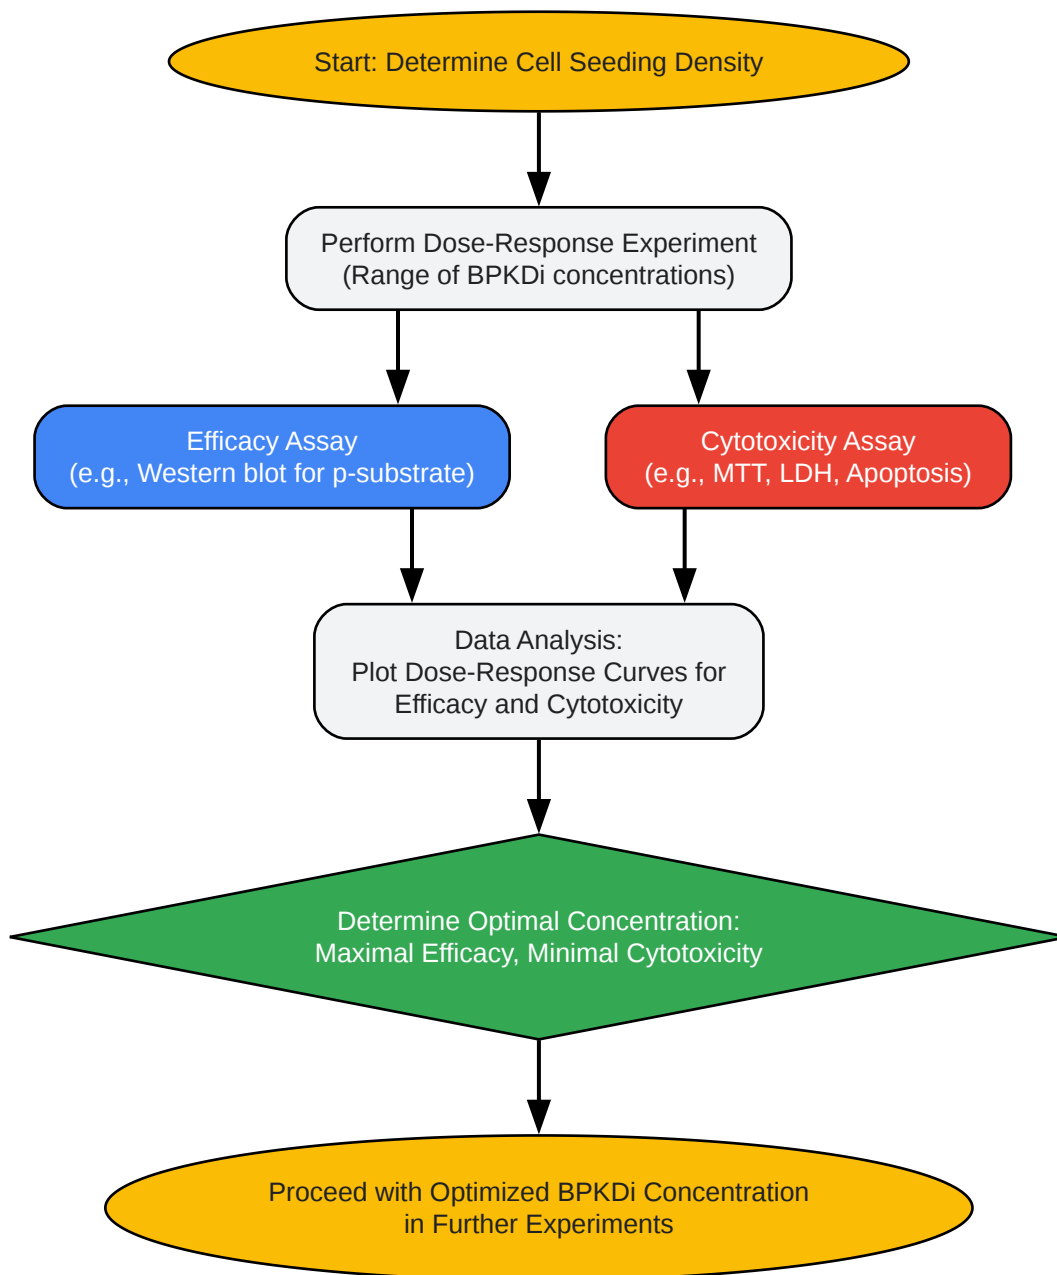 Start: Determine Cell Seeding Density
Perform Dose-Response Experiment
(Range of BPKDi concentrations)
Efficacy Assay
(e.g., Western blot for p-substrate)
Cytotoxicity Assay
(e.g., MTT, LDH, Apoptosis)
Data Analysis:
Plot Dose-Response Curves for
Efficacy and Cytotoxicity
Determine Optimal Concentration:
Maximal Efficacy, Minimal Cytotoxicity
Proceed with Optimized BPKDi Concentration
in Further Experiments